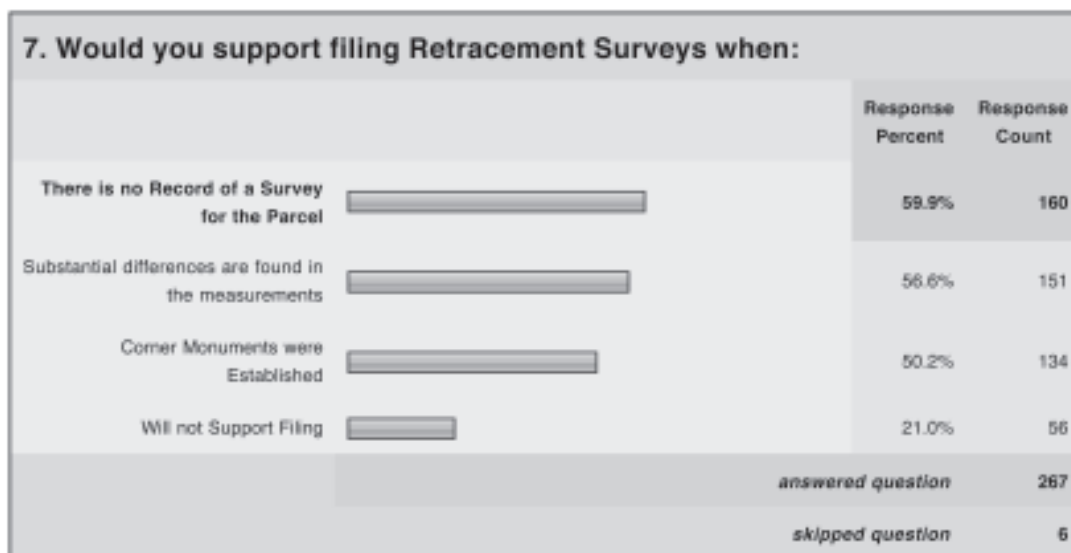 7. Would you support filing Retracement Surveys when:
Response Response
Percent Count
There is no Record of a Survey
for the Parcel
59.9% 160
Substantial differences are found in
the measurements
56.6% 151
Corner Monuments were
Established
50.2% 134
Will not Support Filing 21.0% 56
answered question 267
skipped question 6